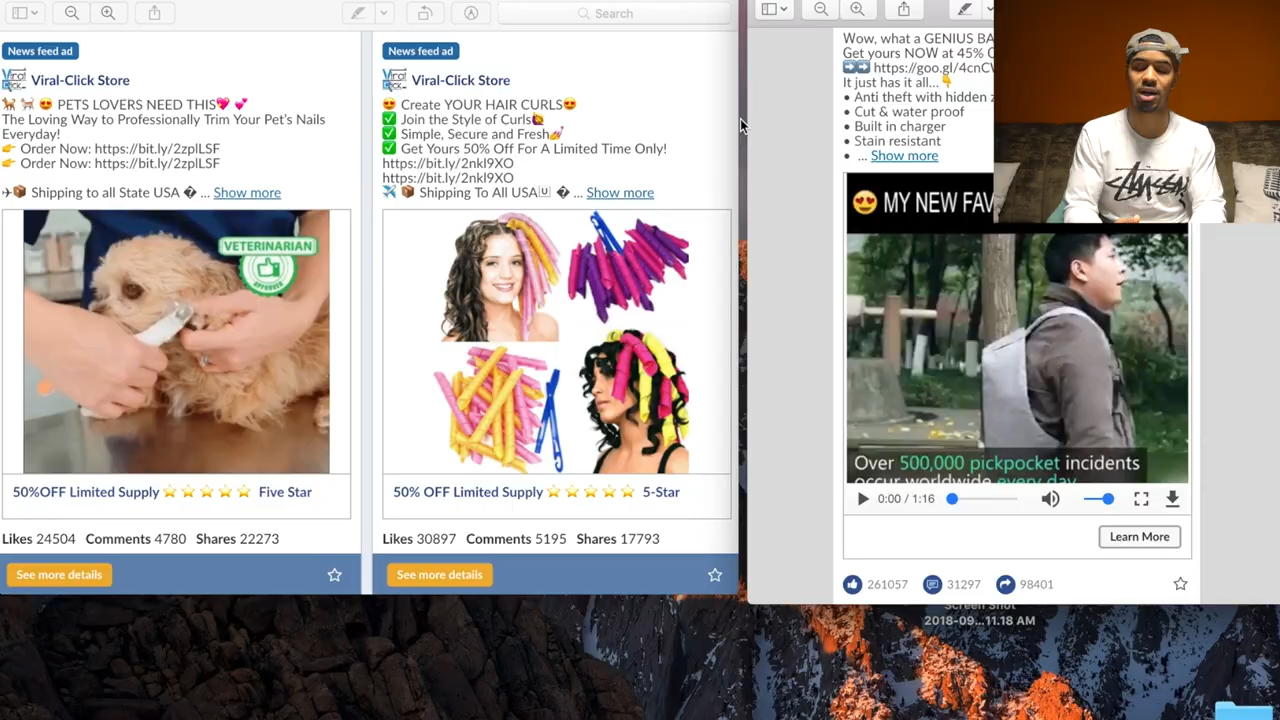 Search
News feed ad
Viral-Click Store
🐕 🐈 😍 PETS LOVERS NEED THIS💖 💕
The Loving Way to Professionally Trim Your Pet's Nails
Everyday!
👉 Order Now: https://bit.ly/2zplLSF
👉 Order Now: https://bit.ly/2zplLSF
✈📦 Shipping to all State USA � ... Show more
VETERINARIAN
APPROVED
50%OFF Limited Supply ⭐ ⭐ ⭐ ⭐ ⭐ Five Star
Likes 24504 Comments 4780 Shares 22273
See more details
News feed ad
Viral-Click Store
😍 Create YOUR HAIR CURLS😍
✅ Join the Style of Curls🙋
✅ Simple, Secure and Fresh💅
✅ Get Yours 50% Off For A Limited Time Only!
https://bit.ly/2nkl9XO
https://bit.ly/2nkl9XO
✈️ 📦 Shipping To All USA🇺 � ... Show more
50% OFF Limited Supply ⭐ ⭐ ⭐ ⭐ ⭐ 5-Star
Likes 30897 Comments 5195 Shares 17793
See more details
Wow, what a GENIUS BA
Get yours NOW at 45%
➡️➡️ https://goo.gl/4nC
It just has it all...👇
• Anti theft with hidden z
• Cut & water proof
• Built in charger
• Stain resistant
• ... Show more
😍 MY NEW FAV
Over 500,000 pickpocket incidents
occur worldwide every day
0:00 / 1:16
Learn More
261057 31297 98401
STUSSY
Screen Shot
2018-09...11.18 AM